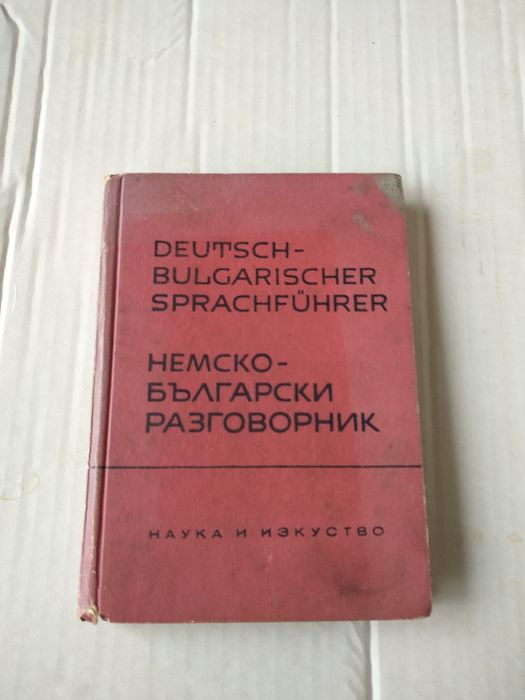 DEUTSCH-
BULGARISCHER
SPRACHFÜHRER
НЕМСКО-
БЪЛГАРСКИ
РАЗГОВОРНИК
НАУКА И ИЗКУСТВО